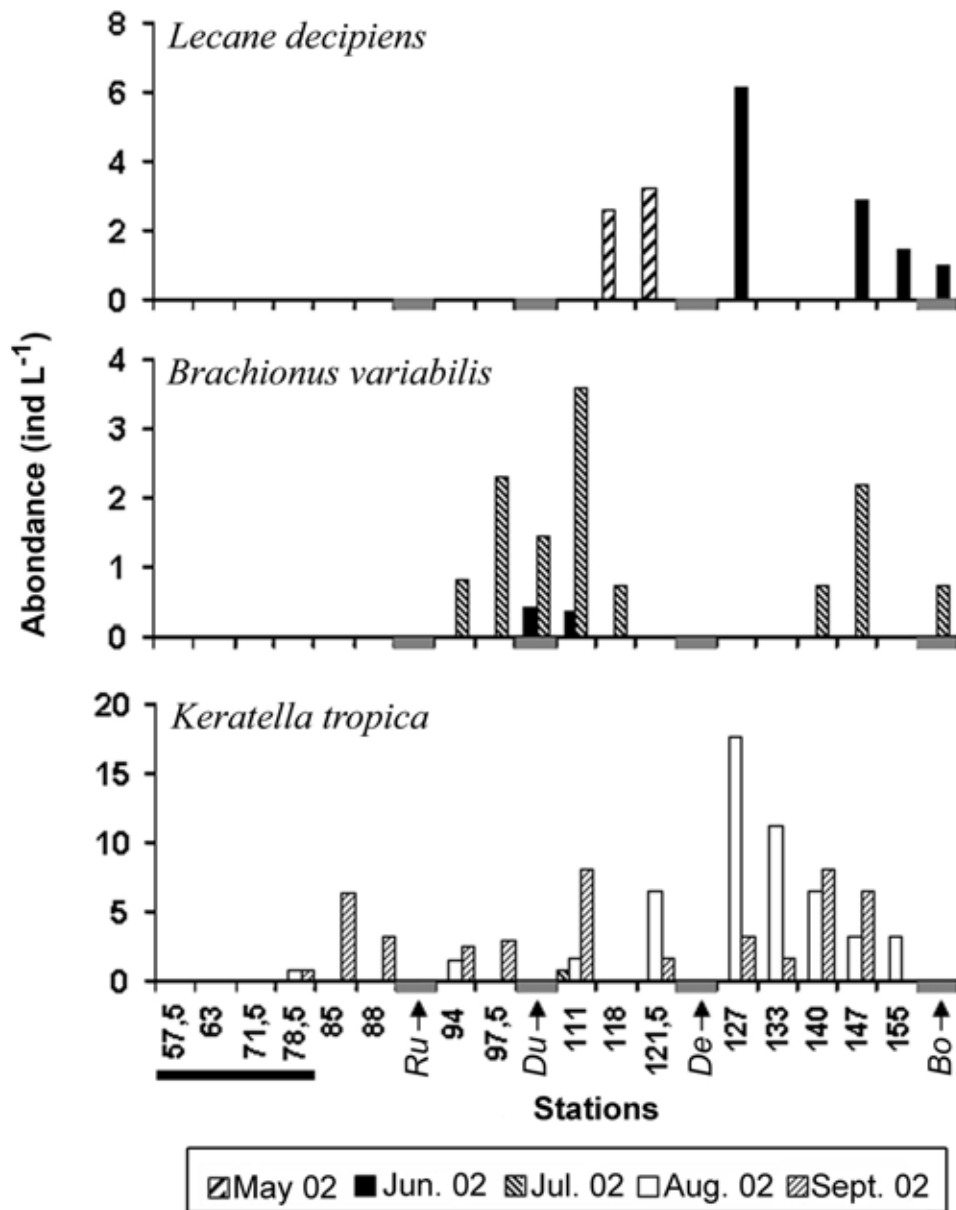 Lecane decipiens
8
6
4
2
0
Brachionus variabilis
4
3
2
1
0
Keratella tropica
20
15
10
5
0
Abondance (ind L-1)
57,5 63 71,5 78,5 85 88 Ru→ 94 97,5 Du→ 111 118 121,5 De→ 127 133 140 147 155 Bo→
Stations
May 02 Jun. 02 Jul. 02 Aug. 02 Sept. 02